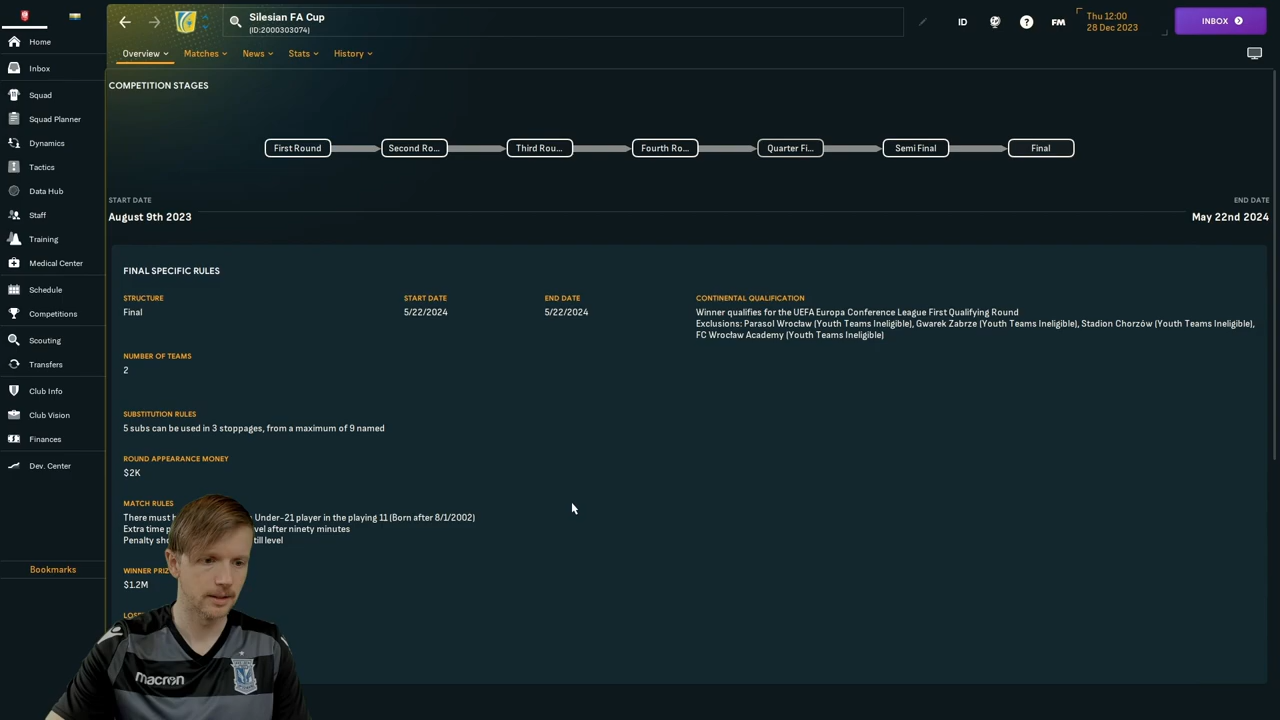 Silesian FA Cup
(ID:2000303074)
ID
FM
Thu 12:00
28 Dec 2023
INBOX
Home
Inbox
Squad
Squad Planner
Dynamics
Tactics
Data Hub
Staff
Training
Medical Center
Schedule
Competitions
Scouting
Transfers
Club Info
Club Vision
Finances
Dev. Center
Bookmarks
Overview
Matches
News
Stats
History
COMPETITION STAGES
First Round
Second Ro...
Third Rou...
Fourth Ro...
Quarter Fi...
Semi Final
Final
START DATE
August 9th 2023
END DATE
May 22nd 2024
FINAL SPECIFIC RULES
STRUCTURE
Final
START DATE
5/22/2024
END DATE
5/22/2024
CONTINENTAL QUALIFICATION
Winner qualifies for the UEFA Europa Conference League First Qualifying Round
Exclusions: Parasol Wrocław (Youth Teams Ineligible), Gwarek Zabrze (Youth Teams Ineligible), Stadion Chorzów (Youth Teams Ineligible),
FC Wrocław Academy (Youth Teams Ineligible)
NUMBER OF TEAMS
2
SUBSTITUTION RULES
5 subs can be used in 3 stoppages, from a maximum of 9 named
ROUND APPEARANCE MONEY
$2K
MATCH RULES
There must Under-21 player in the playing 11 (Born after 8/1/2002)
Extra time after ninety minutes
Penalty level
WINNER
$1.2M
macron